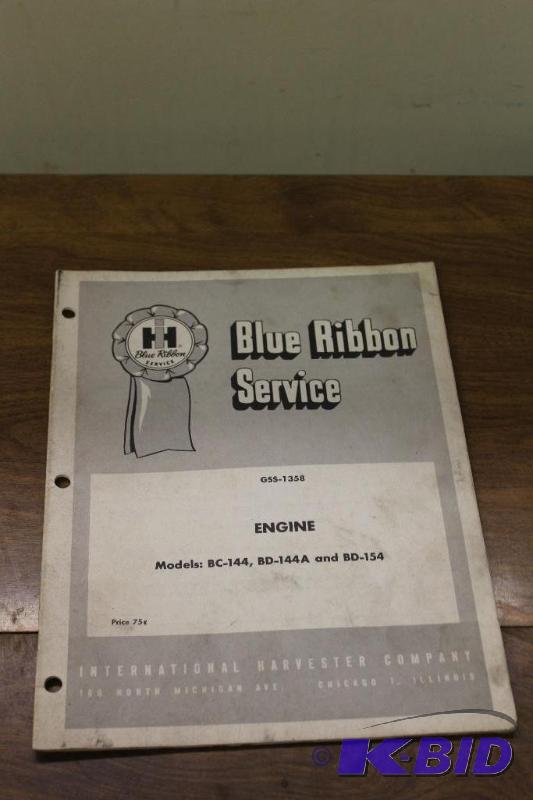 IH
Blue Ribbon
SERVICE
Blue Ribbon
Service
GSS-1358
ENGINE
Models: BC-144, BD-144A and BD-154
Price 75¢
INTERNATIONAL HARVESTER COMPANY
180 NORTH MICHIGAN AVE. CHICAGO 1, ILLINOIS
© K-BID